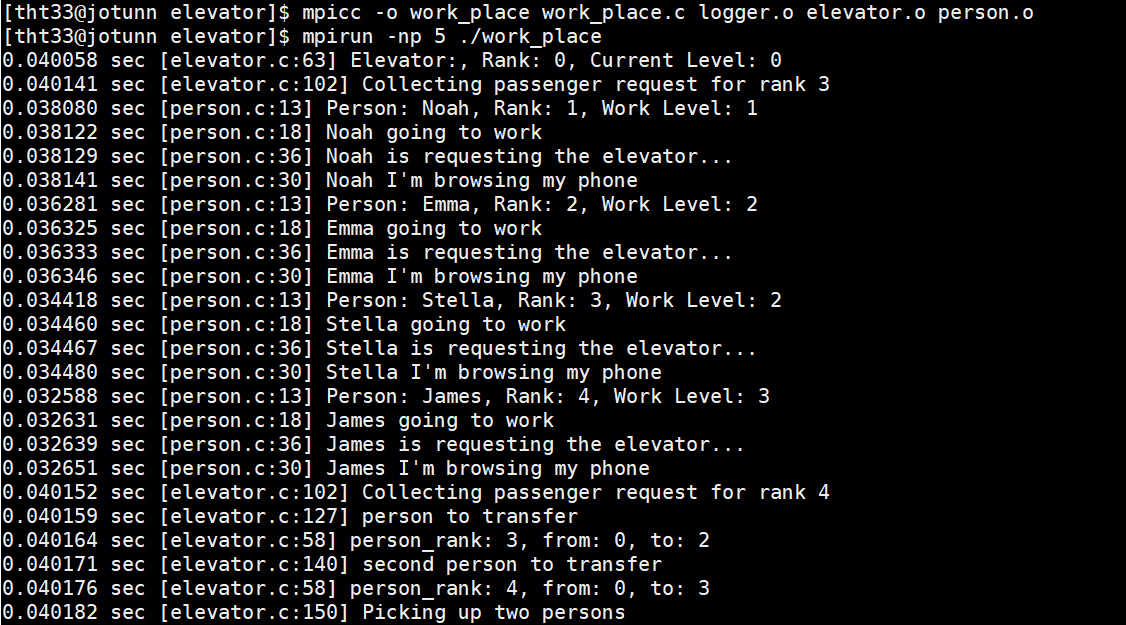 [tht33@jotunn elevator]$ mpicc -o work_place work_place.c logger.o elevator.o person.o
[tht33@jotunn elevator]$ mpirun -np 5 ./work_place
0.040058 sec [elevator.c:63] Elevator:, Rank: 0, Current Level: 0
0.040141 sec [elevator.c:102] Collecting passenger request for rank 3
0.038080 sec [person.c:13] Person: Noah, Rank: 1, Work Level: 1
0.038122 sec [person.c:18] Noah going to work
0.038129 sec [person.c:36] Noah is requesting the elevator...
0.038141 sec [person.c:30] Noah I'm browsing my phone
0.036281 sec [person.c:13] Person: Emma, Rank: 2, Work Level: 2
0.036325 sec [person.c:18] Emma going to work
0.036333 sec [person.c:36] Emma is requesting the elevator...
0.036346 sec [person.c:30] Emma I'm browsing my phone
0.034418 sec [person.c:13] Person: Stella, Rank: 3, Work Level: 2
0.034460 sec [person.c:18] Stella going to work
0.034467 sec [person.c:36] Stella is requesting the elevator...
0.034480 sec [person.c:30] Stella I'm browsing my phone
0.032588 sec [person.c:13] Person: James, Rank: 4, Work Level: 3
0.032631 sec [person.c:18] James going to work
0.032639 sec [person.c:36] James is requesting the elevator...
0.032651 sec [person.c:30] James I'm browsing my phone
0.040152 sec [elevator.c:102] Collecting passenger request for rank 4
0.040159 sec [elevator.c:127] person to transfer
0.040164 sec [elevator.c:58] person_rank: 3, from: 0, to: 2
0.040171 sec [elevator.c:140] second person to transfer
0.040176 sec [elevator.c:58] person_rank: 4, from: 0, to: 3
0.040182 sec [elevator.c:150] Picking up two persons